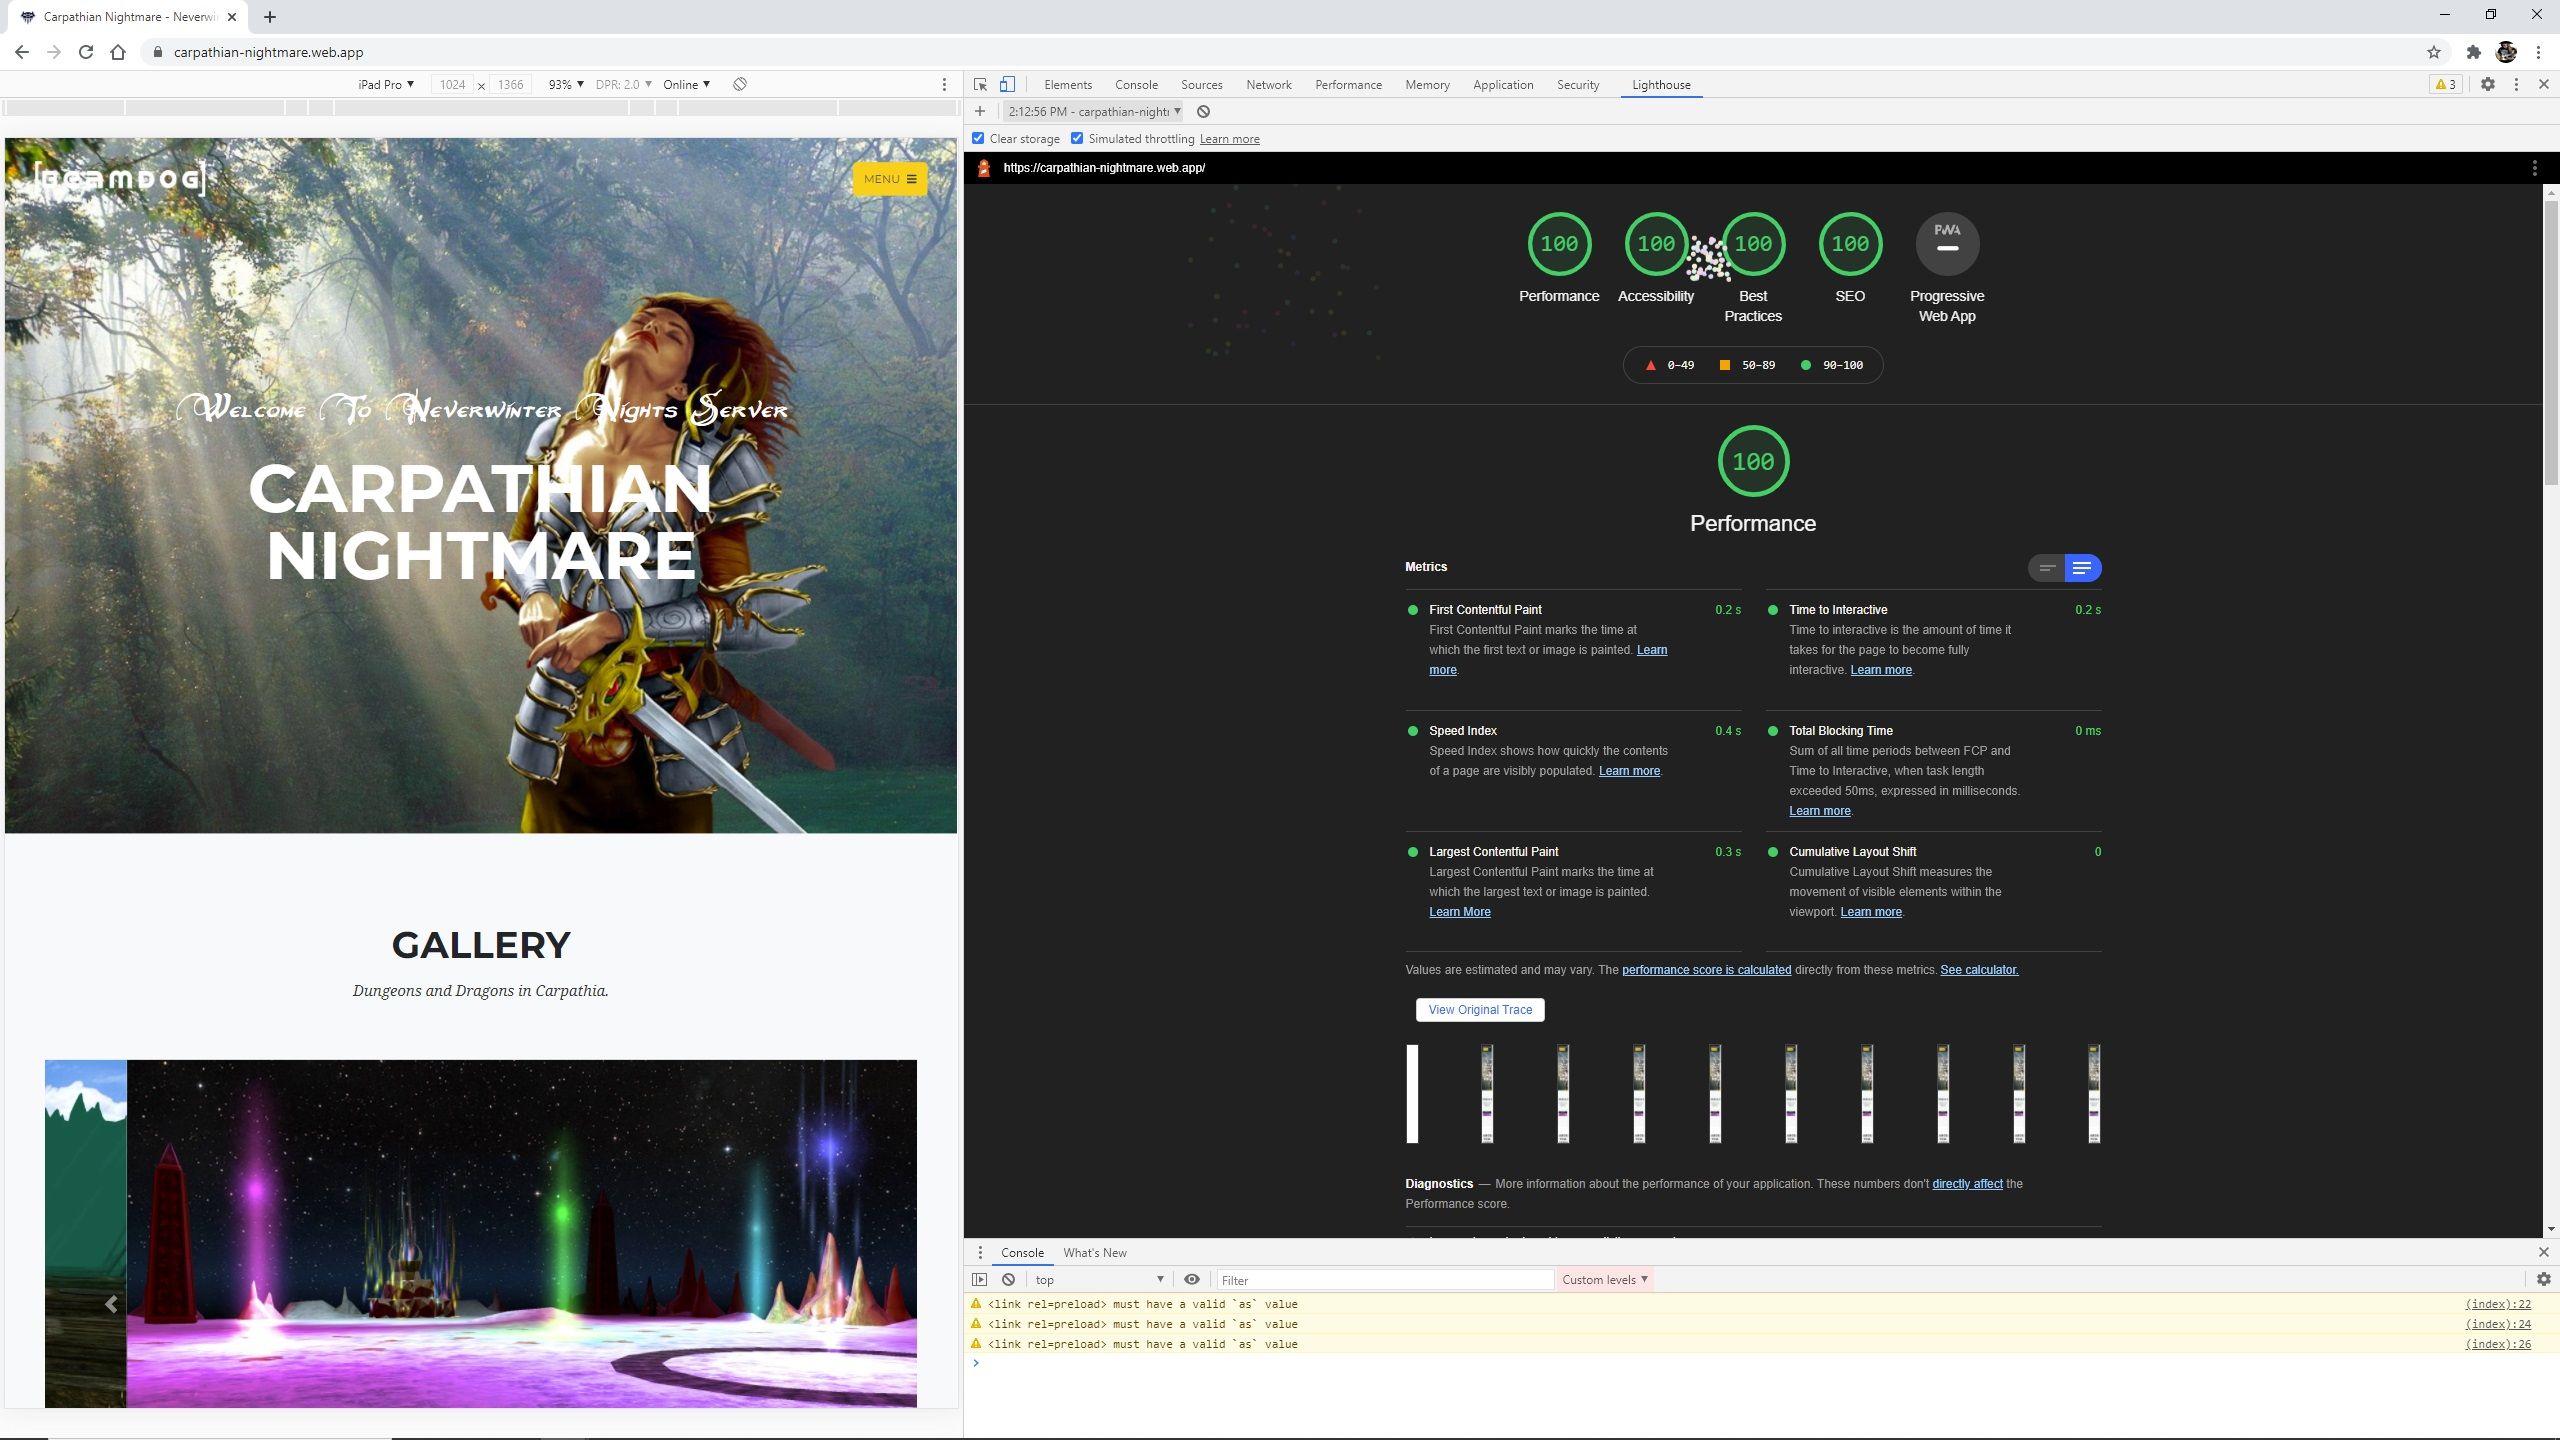 Carpathian Nightmare - Neverwin
carpathian-nightmare.web.app
iPad Pro ▼ 1024 × 1366 93% ▼ DPR: 2.0 ▼ Online ▼
Elements Console Sources Network Performance Memory Application Security Lighthouse 3
2:12:56 PM - carpathian-nightr ▼
Clear storage Simulated throttling Learn more
https://carpathian-nightmare.web.app/
[BEAMDOG]
MENU
Welcome To Neverwinter Nights Server
CARPATHIAN
NIGHTMARE
GALLERY
Dungeons and Dragons in Carpathia.
100 100 100 100 PWA
Performance Accessibility Best Practices SEO Progressive Web App
0–49 50–89 90–100
100
Performance
Metrics
First Contentful Paint 0.2 s
First Contentful Paint marks the time at
which the first text or image is painted. Learn
more.
Time to Interactive 0.2 s
Time to interactive is the amount of time it
takes for the page to become fully
interactive. Learn more.
Speed Index 0.4 s
Speed Index shows how quickly the contents
of a page are visibly populated. Learn more.
Total Blocking Time 0 ms
Sum of all time periods between FCP and
Time to Interactive, when task length
exceeded 50ms, expressed in milliseconds.
Learn more.
Largest Contentful Paint 0.3 s
Largest Contentful Paint marks the time at
which the largest text or image is painted.
Learn More
Cumulative Layout Shift 0
Cumulative Layout Shift measures the
movement of visible elements within the
viewport. Learn more.
Values are estimated and may vary. The performance score is calculated directly from these metrics. See calculator.
View Original Trace
Diagnostics — More information about the performance of your application. These numbers don't directly affect the
Performance score.
Console What's New
top ▼ Filter Custom levels ▼
<link rel=preload> must have a valid `as` value (index):22
<link rel=preload> must have a valid `as` value (index):24
<link rel=preload> must have a valid `as` value (index):26